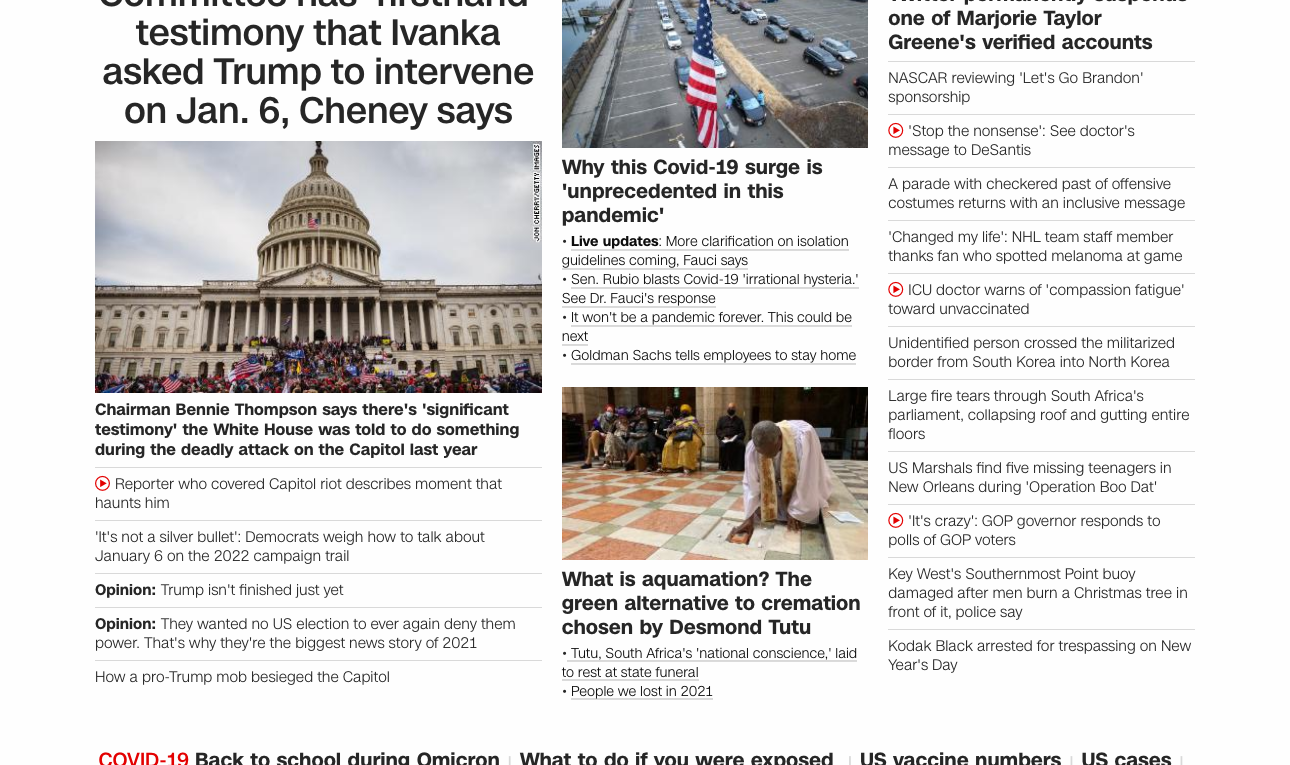 Committee has 'firsthand
testimony that Ivanka
asked Trump to intervene
on Jan. 6, Cheney says
JON CHERRY/GETTY IMAGES
Chairman Bennie Thompson says there's 'significant
testimony' the White House was told to do something
during the deadly attack on the Capitol last year
Reporter who covered Capitol riot describes moment that
haunts him
'It's not a silver bullet': Democrats weigh how to talk about
January 6 on the 2022 campaign trail
Opinion: Trump isn't finished just yet
Opinion: They wanted no US election to ever again deny them
power. That's why they're the biggest news story of 2021
How a pro-Trump mob besieged the Capitol
Why this Covid-19 surge is
'unprecedented in this
pandemic'
• Live updates: More clarification on isolation
guidelines coming, Fauci says
• Sen. Rubio blasts Covid-19 'irrational hysteria.'
See Dr. Fauci's response
• It won't be a pandemic forever. This could be
next
• Goldman Sachs tells employees to stay home
What is aquamation? The
green alternative to cremation
chosen by Desmond Tutu
• Tutu, South Africa's 'national conscience,' laid
to rest at state funeral
• People we lost in 2021
Twitter permanently suspends
one of Marjorie Taylor
Greene's verified accounts
NASCAR reviewing 'Let's Go Brandon'
sponsorship
'Stop the nonsense': See doctor's
message to DeSantis
A parade with checkered past of offensive
costumes returns with an inclusive message
'Changed my life': NHL team staff member
thanks fan who spotted melanoma at game
ICU doctor warns of 'compassion fatigue'
toward unvaccinated
Unidentified person crossed the militarized
border from South Korea into North Korea
Large fire tears through South Africa's
parliament, collapsing roof and gutting entire
floors
US Marshals find five missing teenagers in
New Orleans during 'Operation Boo Dat'
'It's crazy': GOP governor responds to
polls of GOP voters
Key West's Southernmost Point buoy
damaged after men burn a Christmas tree in
front of it, police say
Kodak Black arrested for trespassing on New
Year's Day
COVID-19 Back to school during Omicron | What to do if you were exposed | US vaccine numbers | US cases |